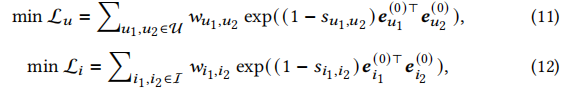 min ℒ_u = ∑_{u_1,u_2∈𝒰} w_{u_1,u_2} exp((1 − s_{u_1,u_2}) e_{u_1}^{(0)⊤} e_{u_2}^{(0)}), (11)
min ℒ_i = ∑_{i_1,i_2∈ℐ} w_{i_1,i_2} exp((1 − s_{i_1,i_2}) e_{i_1}^{(0)⊤} e_{i_2}^{(0)}), (12)